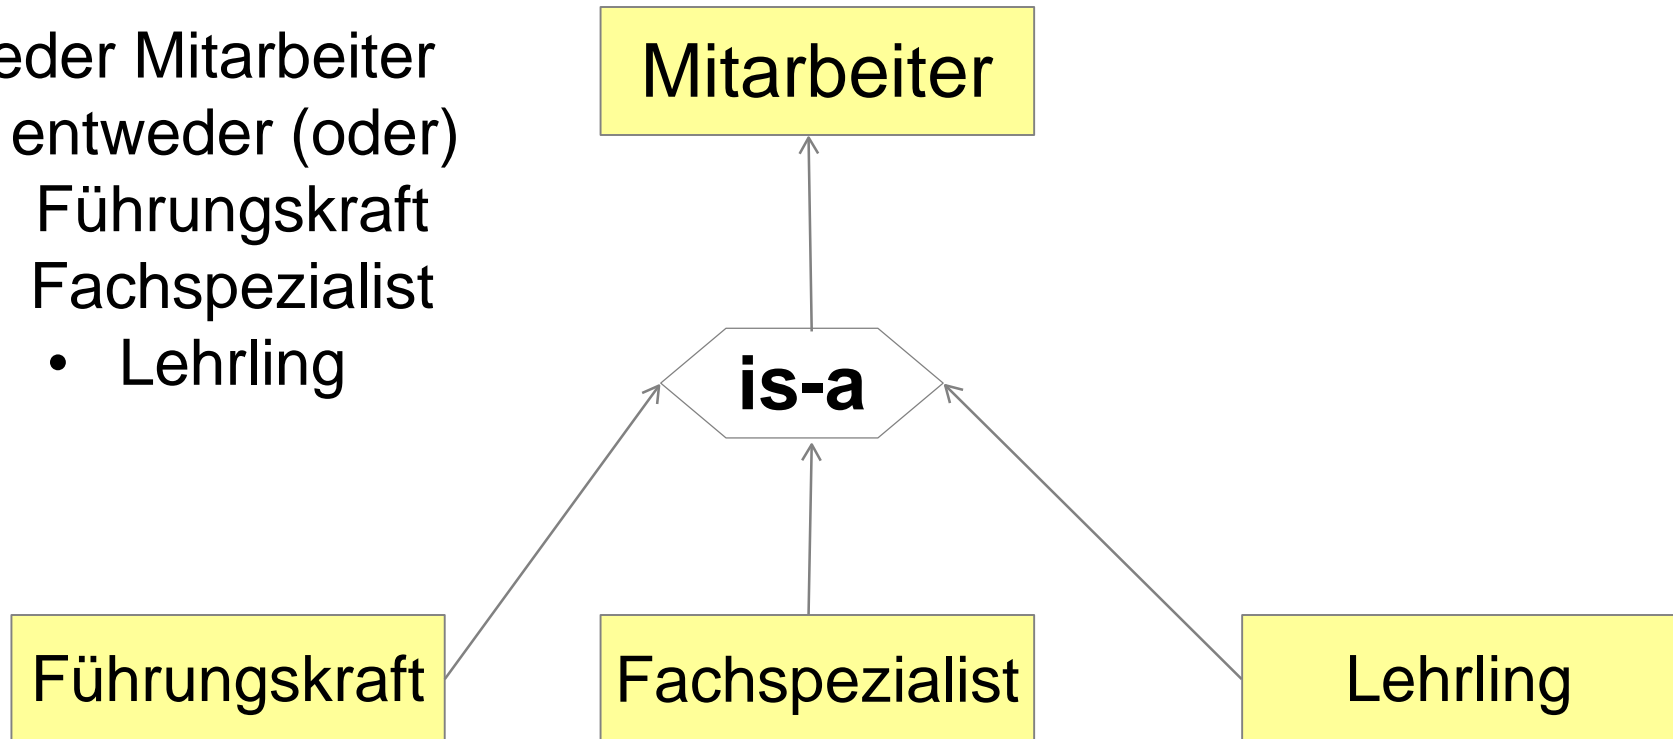 eder Mitarbeiter
entweder (oder)
Führungskraft
Fachspezialist
• Lehrling
Mitarbeiter
is-a
Führungskraft
Fachspezialist
Lehrling